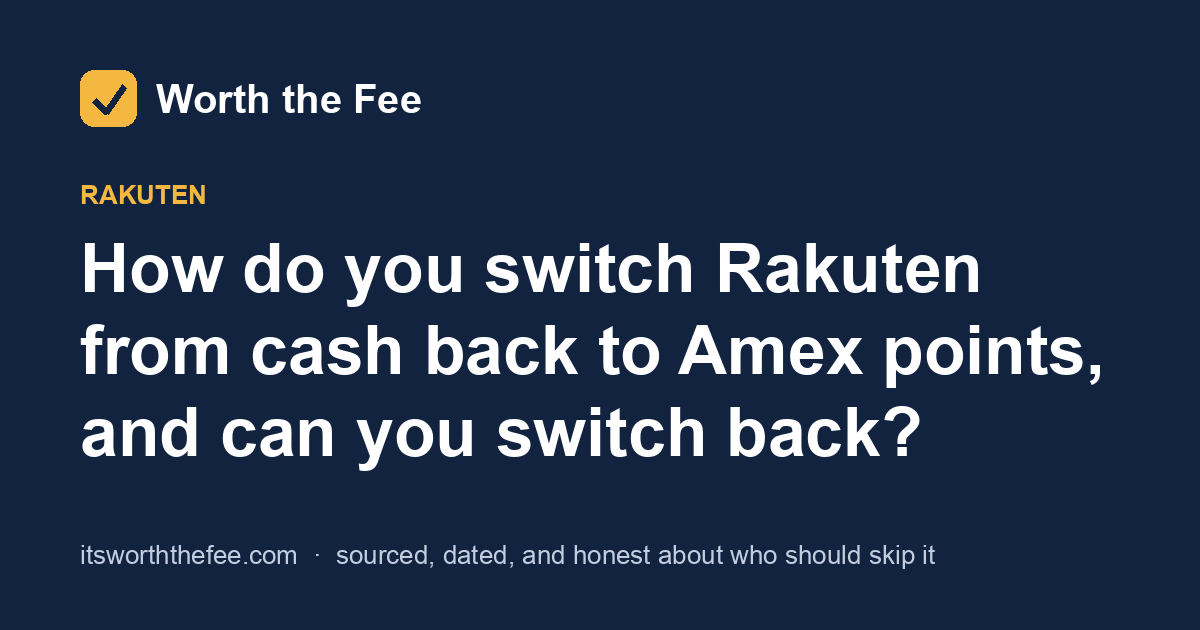 Worth the Fee
RAKUTEN
How do you switch Rakuten
from cash back to Amex points,
and can you switch back?
itsworththefee.com · sourced, dated, and honest about who should skip it